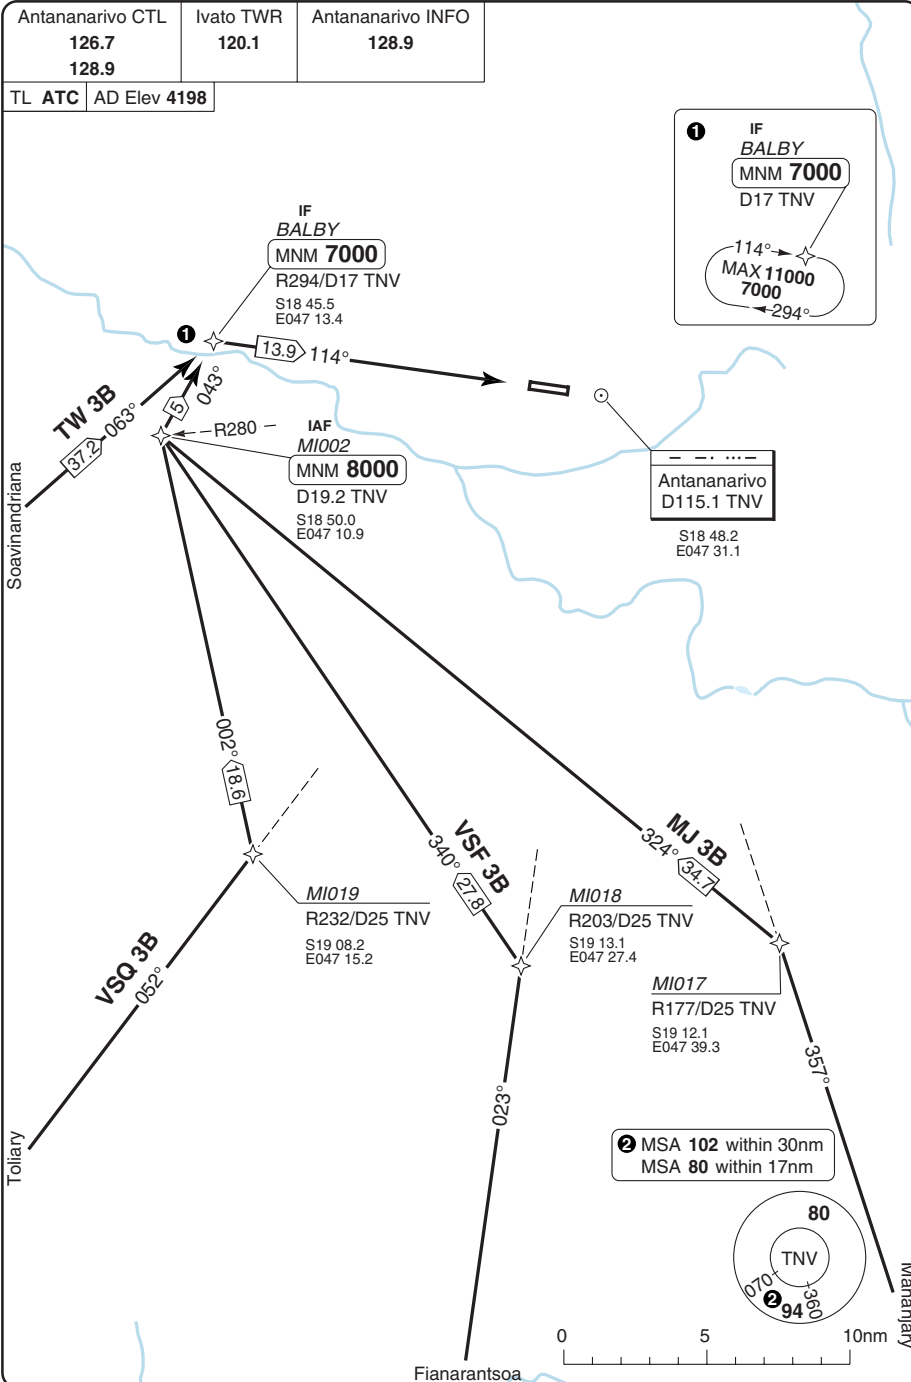 Antananarivo CTL
126.7
128.9
Ivato TWR
120.1
Antananarivo INFO
128.9
TL ATC
AD Elev 4198
1
IF
BALBY
MNM 7000
D17 TNV
114°
MAX 11000
7000
294°
IF
BALBY
MNM 7000
R294/D17 TNV
S18 45.5
E047 13.4
1
13.9
114°
TW 3B
37.2
063°
5
043°
R280
IAF
MI002
MNM 8000
D19.2 TNV
S18 50.0
E047 10.9
Antananarivo
D115.1 TNV
S18 48.2
E047 31.1
Soavinandriana
002°
18.6
VSF 3B
340°
27.8
MJ 3B
324°
34.7
MI019
R232/D25 TNV
S19 08.2
E047 15.2
MI018
R203/D25 TNV
S19 13.1
E047 27.4
MI017
R177/D25 TNV
S19 12.1
E047 39.3
VSQ 3B
052°
023°
357°
Toliary
2 MSA 102 within 30nm
MSA 80 within 17nm
80
TNV
070
360
2
94
Mananjary
0 5 10nm
Fianarantsoa